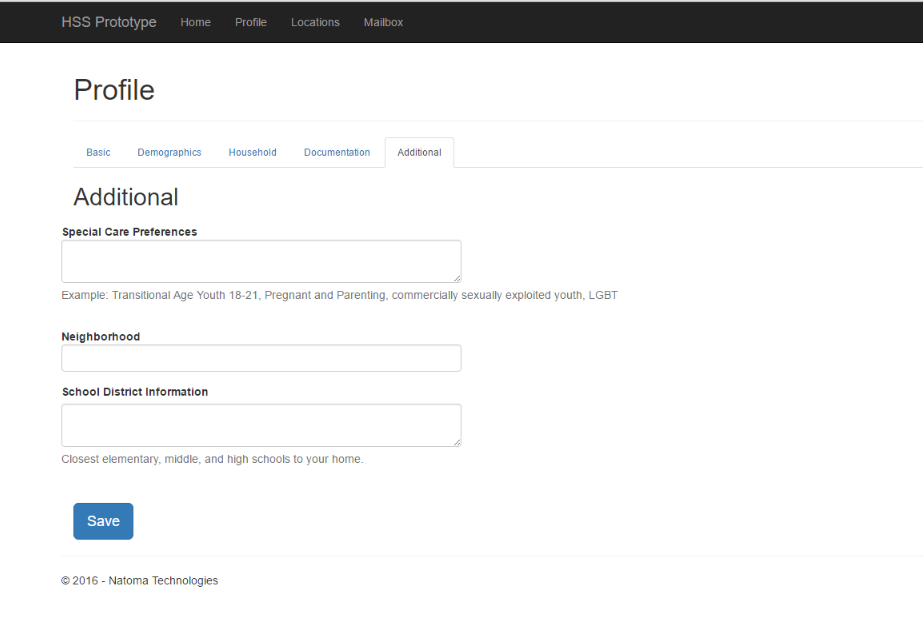 HSS Prototype Home Profile Locations Mailbox
Profile
Basic Demographics Household Documentation Additional
Additional
Special Care Preferences
Example: Transitional Age Youth 18-21, Pregnant and Parenting, commercially sexually exploited youth, LGBT
Neighborhood
School District Information
Closest elementary, middle, and high schools to your home.
Save
© 2016 - Natoma Technologies